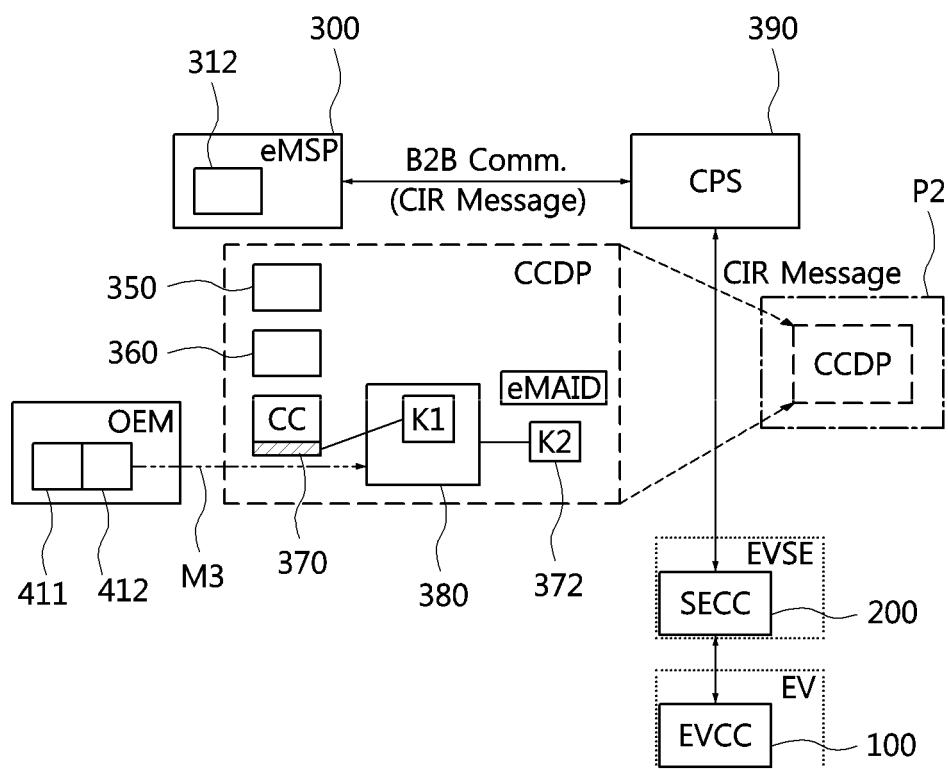 300
390
312
eMSP
B2B Comm.
(CIR Message)
CPS
P2
CCDP
CIR Message
350
360
CCDP
eMAID
OEM
CC
K1
K2
411
412
M3
370
380
372
EVSE
SECC
200
EV
EVCC
100